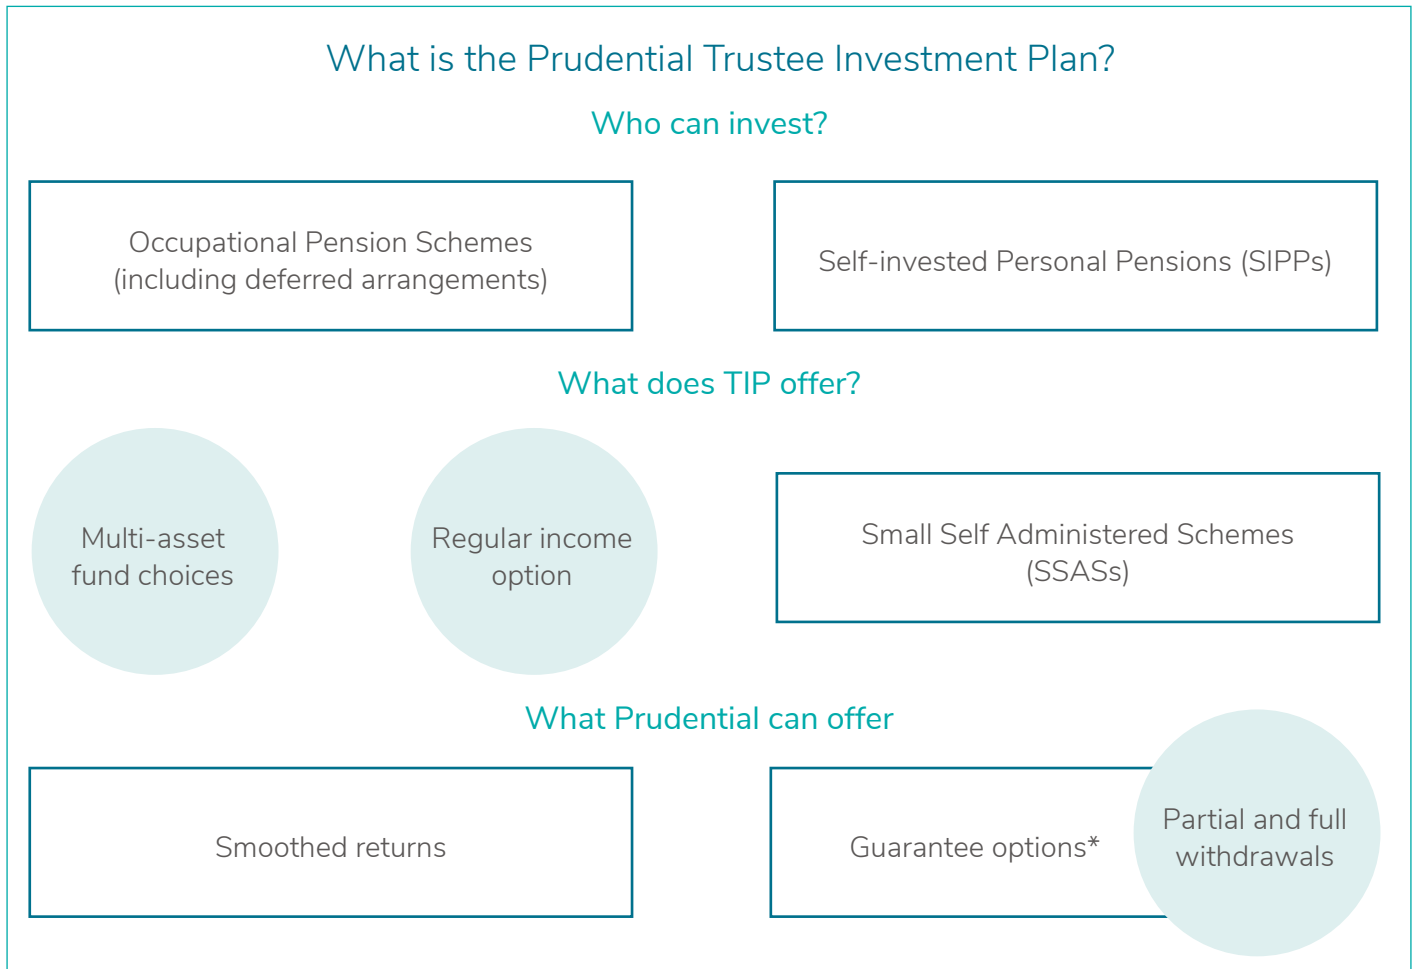 What is the Prudential Trustee Investment Plan?
Who can invest?
Occupational Pension Schemes
(including deferred arrangements)
Self-invested Personal Pensions (SIPPs)
What does TIP offer?
Multi-asset
fund choices
Regular income
option
Small Self Administered Schemes
(SSASs)
What Prudential can offer
Smoothed returns
Guarantee options*
Partial and full
withdrawals